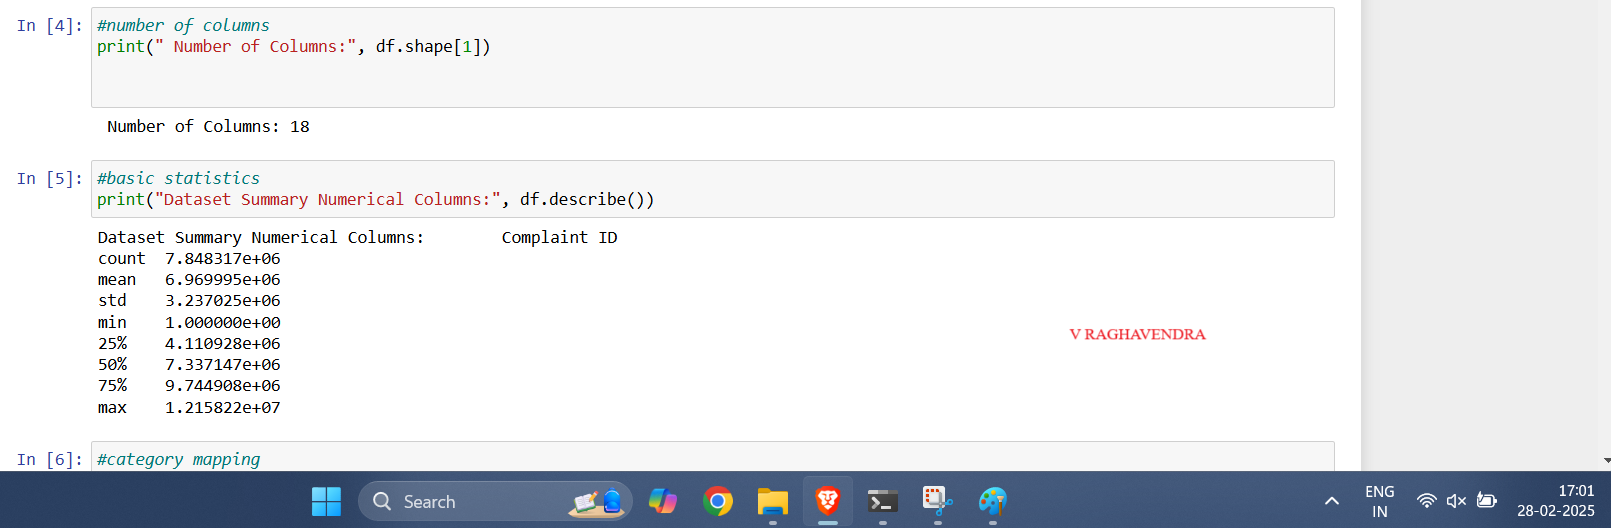 In [4]: #number of columns
print(" Number of Columns:", df.shape[1])
Number of Columns: 18
In [5]: #basic statistics
print("Dataset Summary Numerical Columns:", df.describe())
Dataset Summary Numerical Columns:        Complaint ID
count  7.848317e+06
mean   6.969995e+06
std    3.237025e+06
min    1.000000e+00
25%    4.110928e+06
50%    7.337147e+06
75%    9.744908e+06
max    1.215822e+07
V RAGHAVENDRA
In [6]: #category mapping
Search
ENG
IN
17:01
28-02-2025